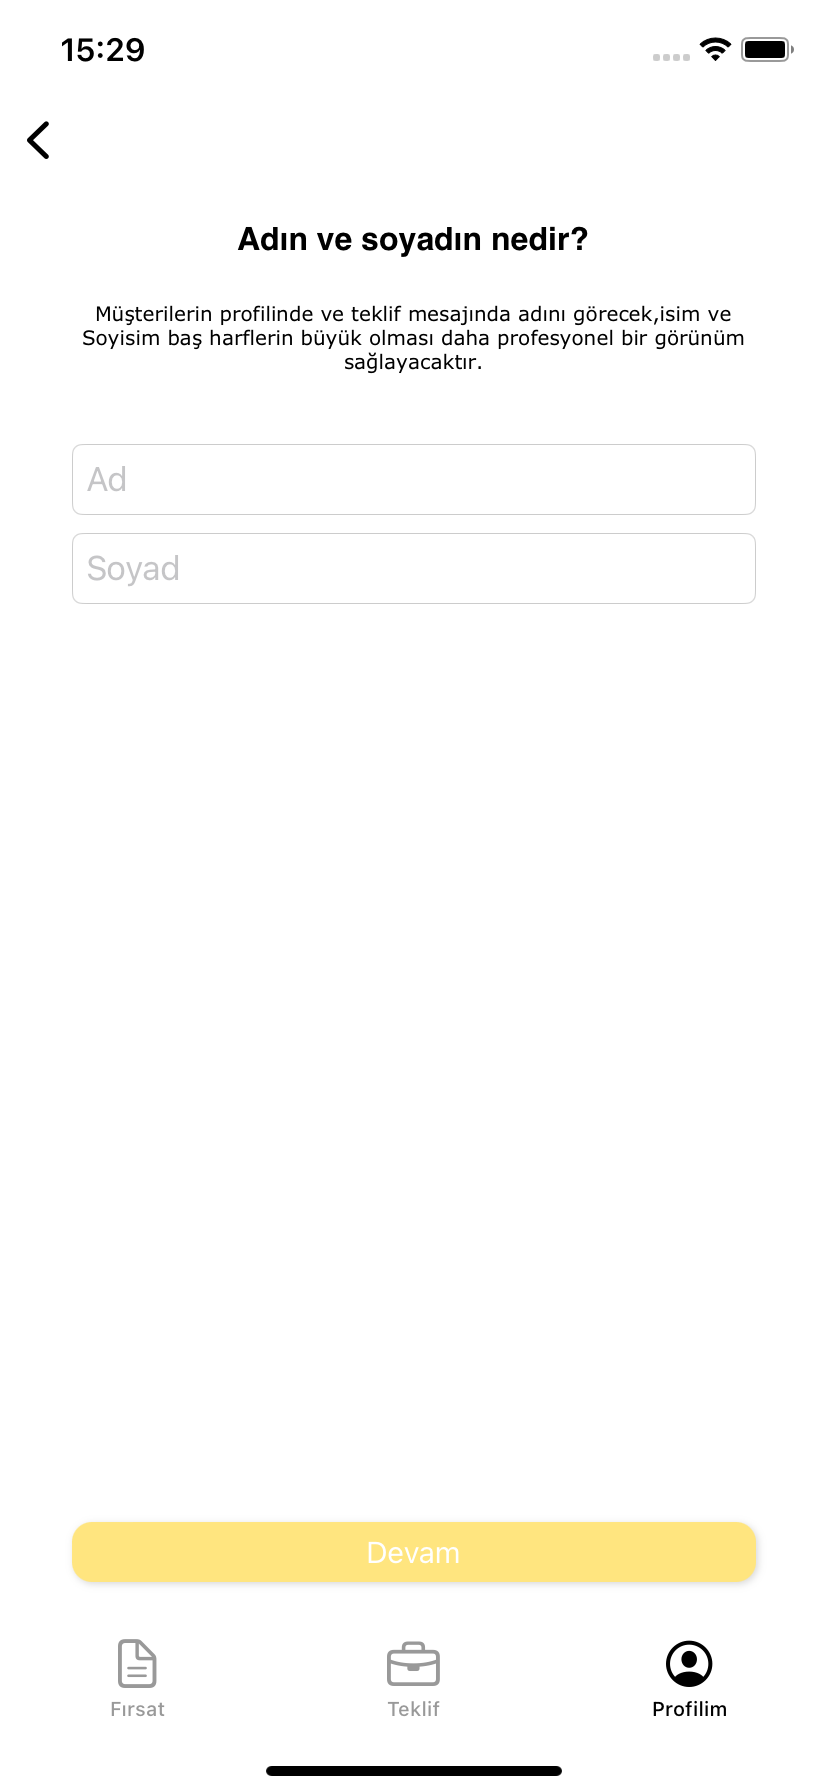 15:29
Adın ve soyadın nedir?
Müşterilerin profilinde ve teklif mesajında adını görecek,isim ve
Soyisim baş harflerin büyük olması daha profesyonel bir görünüm
sağlayacaktır.
Ad
Soyad
Devam
Fırsat
Teklif
Profilim